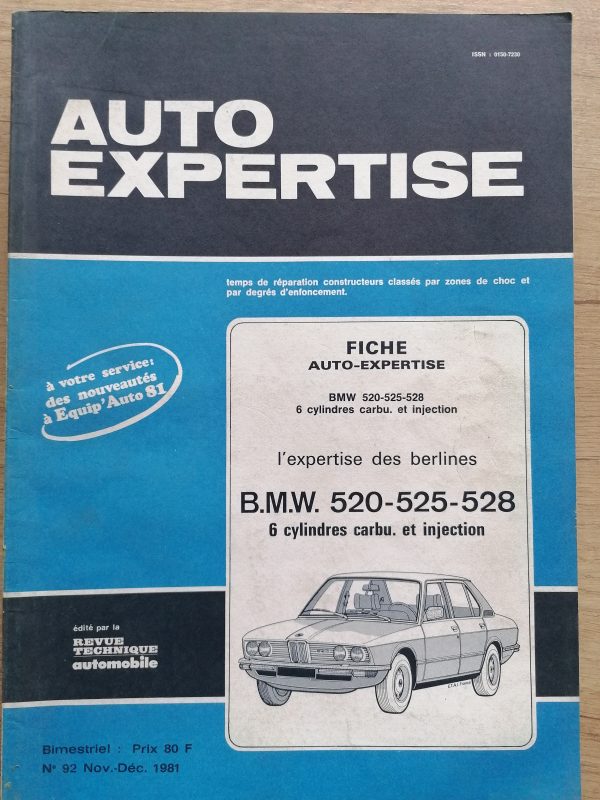 ISSN : 0150-7230
AUTO
EXPERTISE
temps de réparation constructeurs classés par zones de choc et
par degrés d'enfoncement.
à votre service:
des nouveautés
à Equip'Auto 81
FICHE
AUTO-EXPERTISE
BMW 520-525-528
6 cylindres carbu. et injection
l'expertise des berlines
B.M.W. 520-525-528
6 cylindres carbu. et injection
édité par la
REVUE
TECHNIQUE
automobile
Bimestriel : Prix 80 F
N° 92 Nov.-Déc. 1981